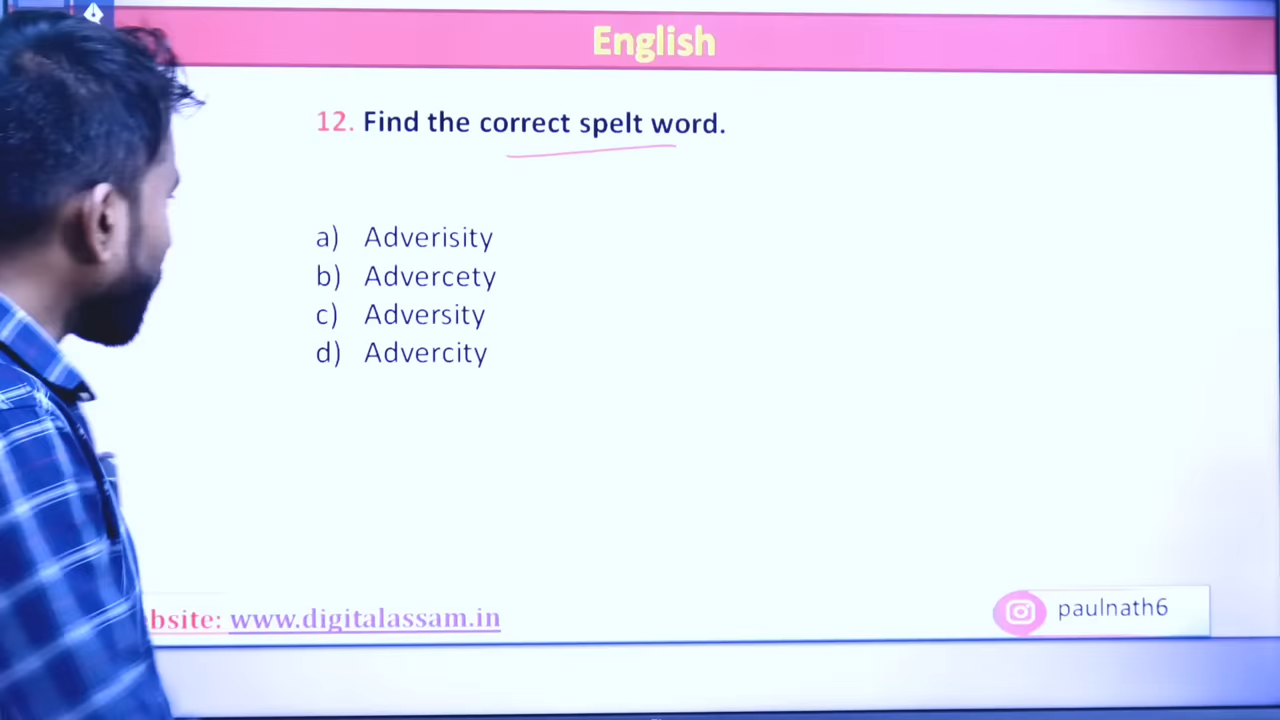 English
12. Find the correct spelt word.
a) Adverisity
b) Advercety
c) Adversity
d) Advercity
bsite: www.digitalassam.in
paulnath6